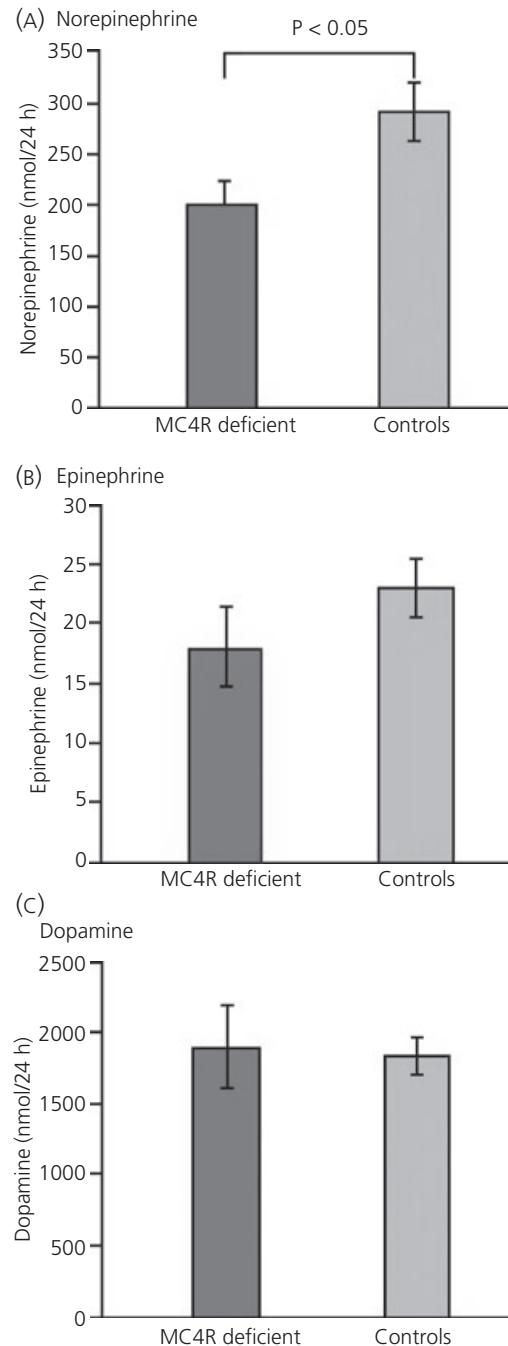 (A) Norepinephrine
P < 0.05
350
300
250
200
150
100
50
0
Norepinephrine (nmol/24 h)
MC4R deficient Controls
(B) Epinephrine
30
25
20
15
10
5
0
Epinephrine (nmol/24 h)
MC4R deficient Controls
(C)
Dopamine
2500
2000
1500
1000
500
0
Dopamine (nmol/24 h)
MC4R deficient Controls